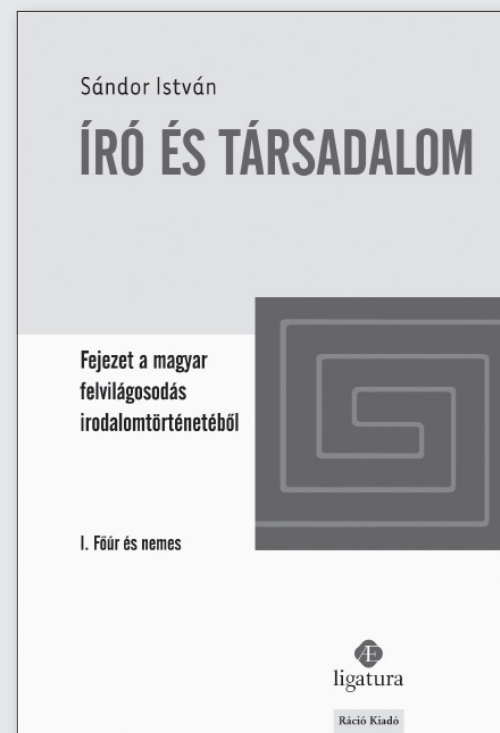 Sándor István
ÍRÓ ÉS TÁRSADALOM
Fejezet a magyar
felvilágosodás
irodalomtörténetéből
I. Főúr és nemes
Æ
ligatura
Ráció Kiadó